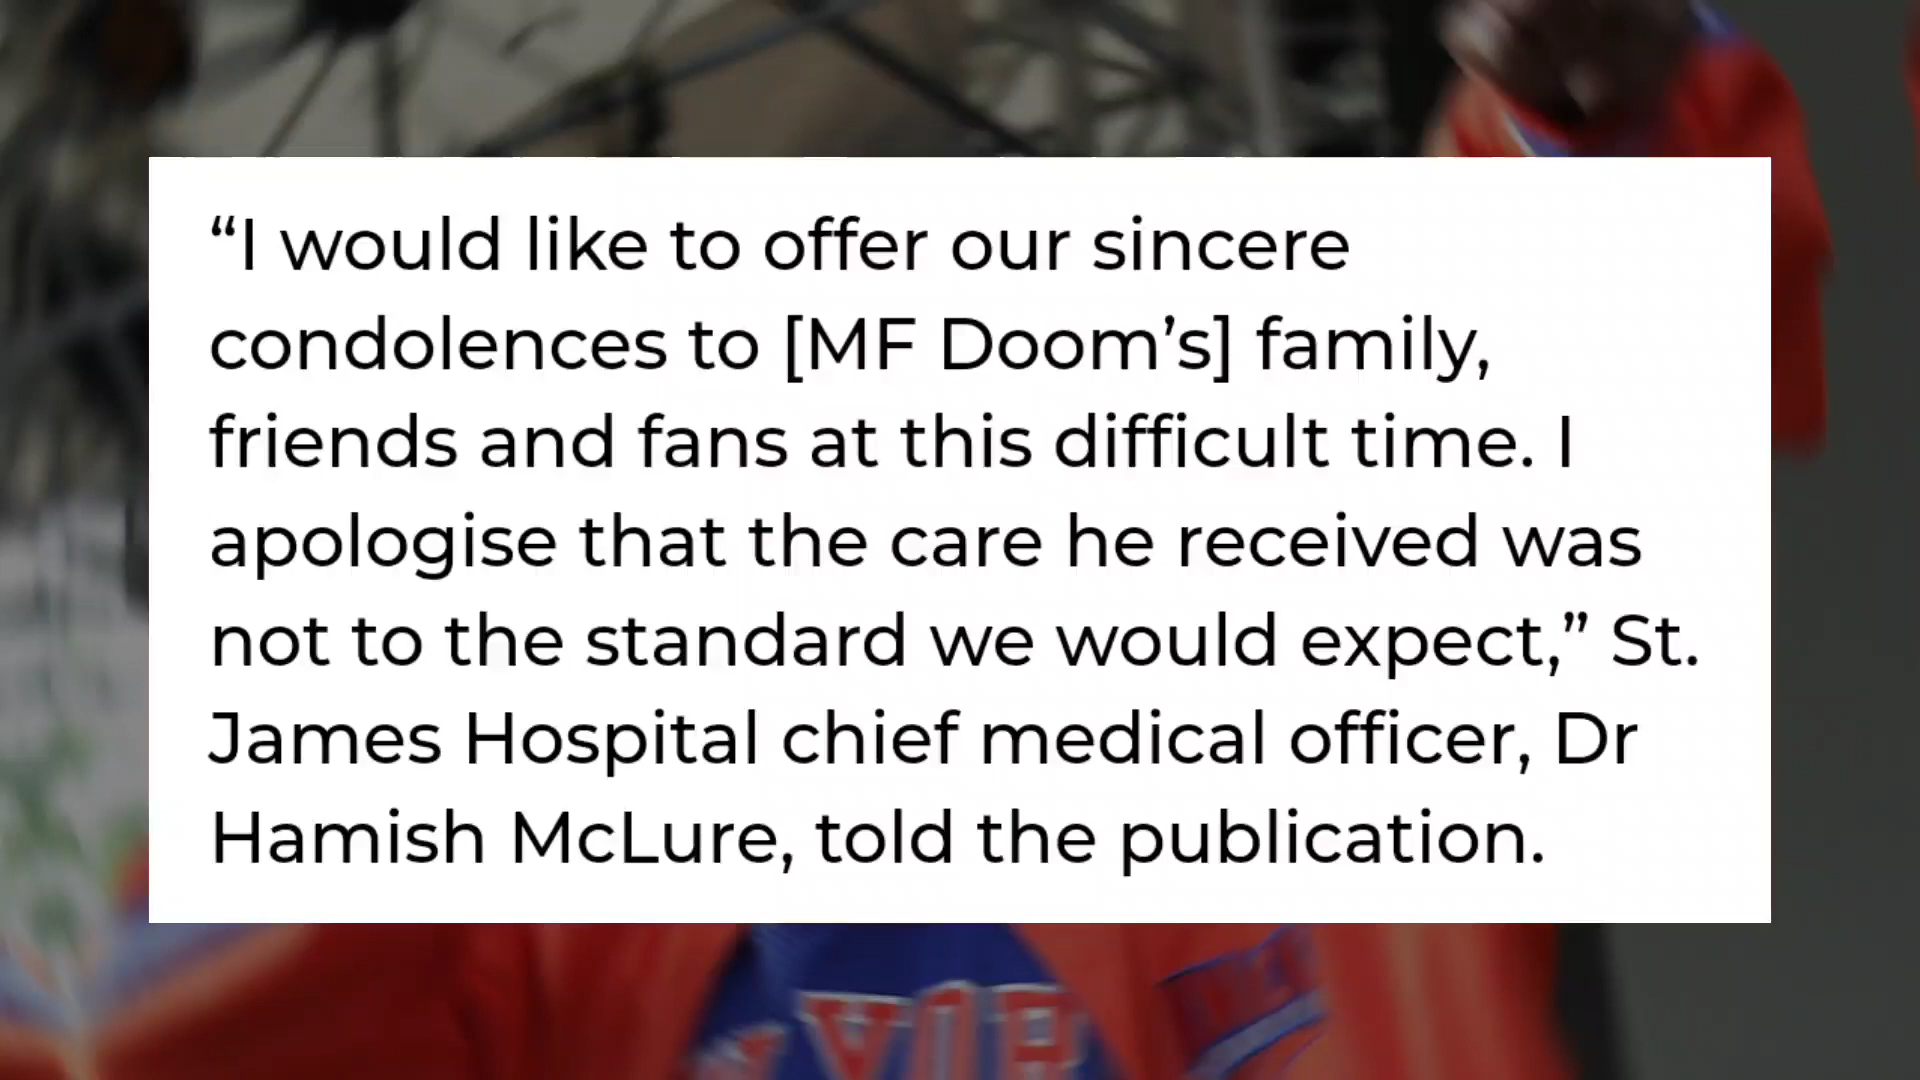 “I would like to offer our sincere
condolences to [MF Doom’s] family,
friends and fans at this difficult time. I
apologise that the care he received was
not to the standard we would expect,” St.
James Hospital chief medical officer, Dr
Hamish McLure, told the publication.